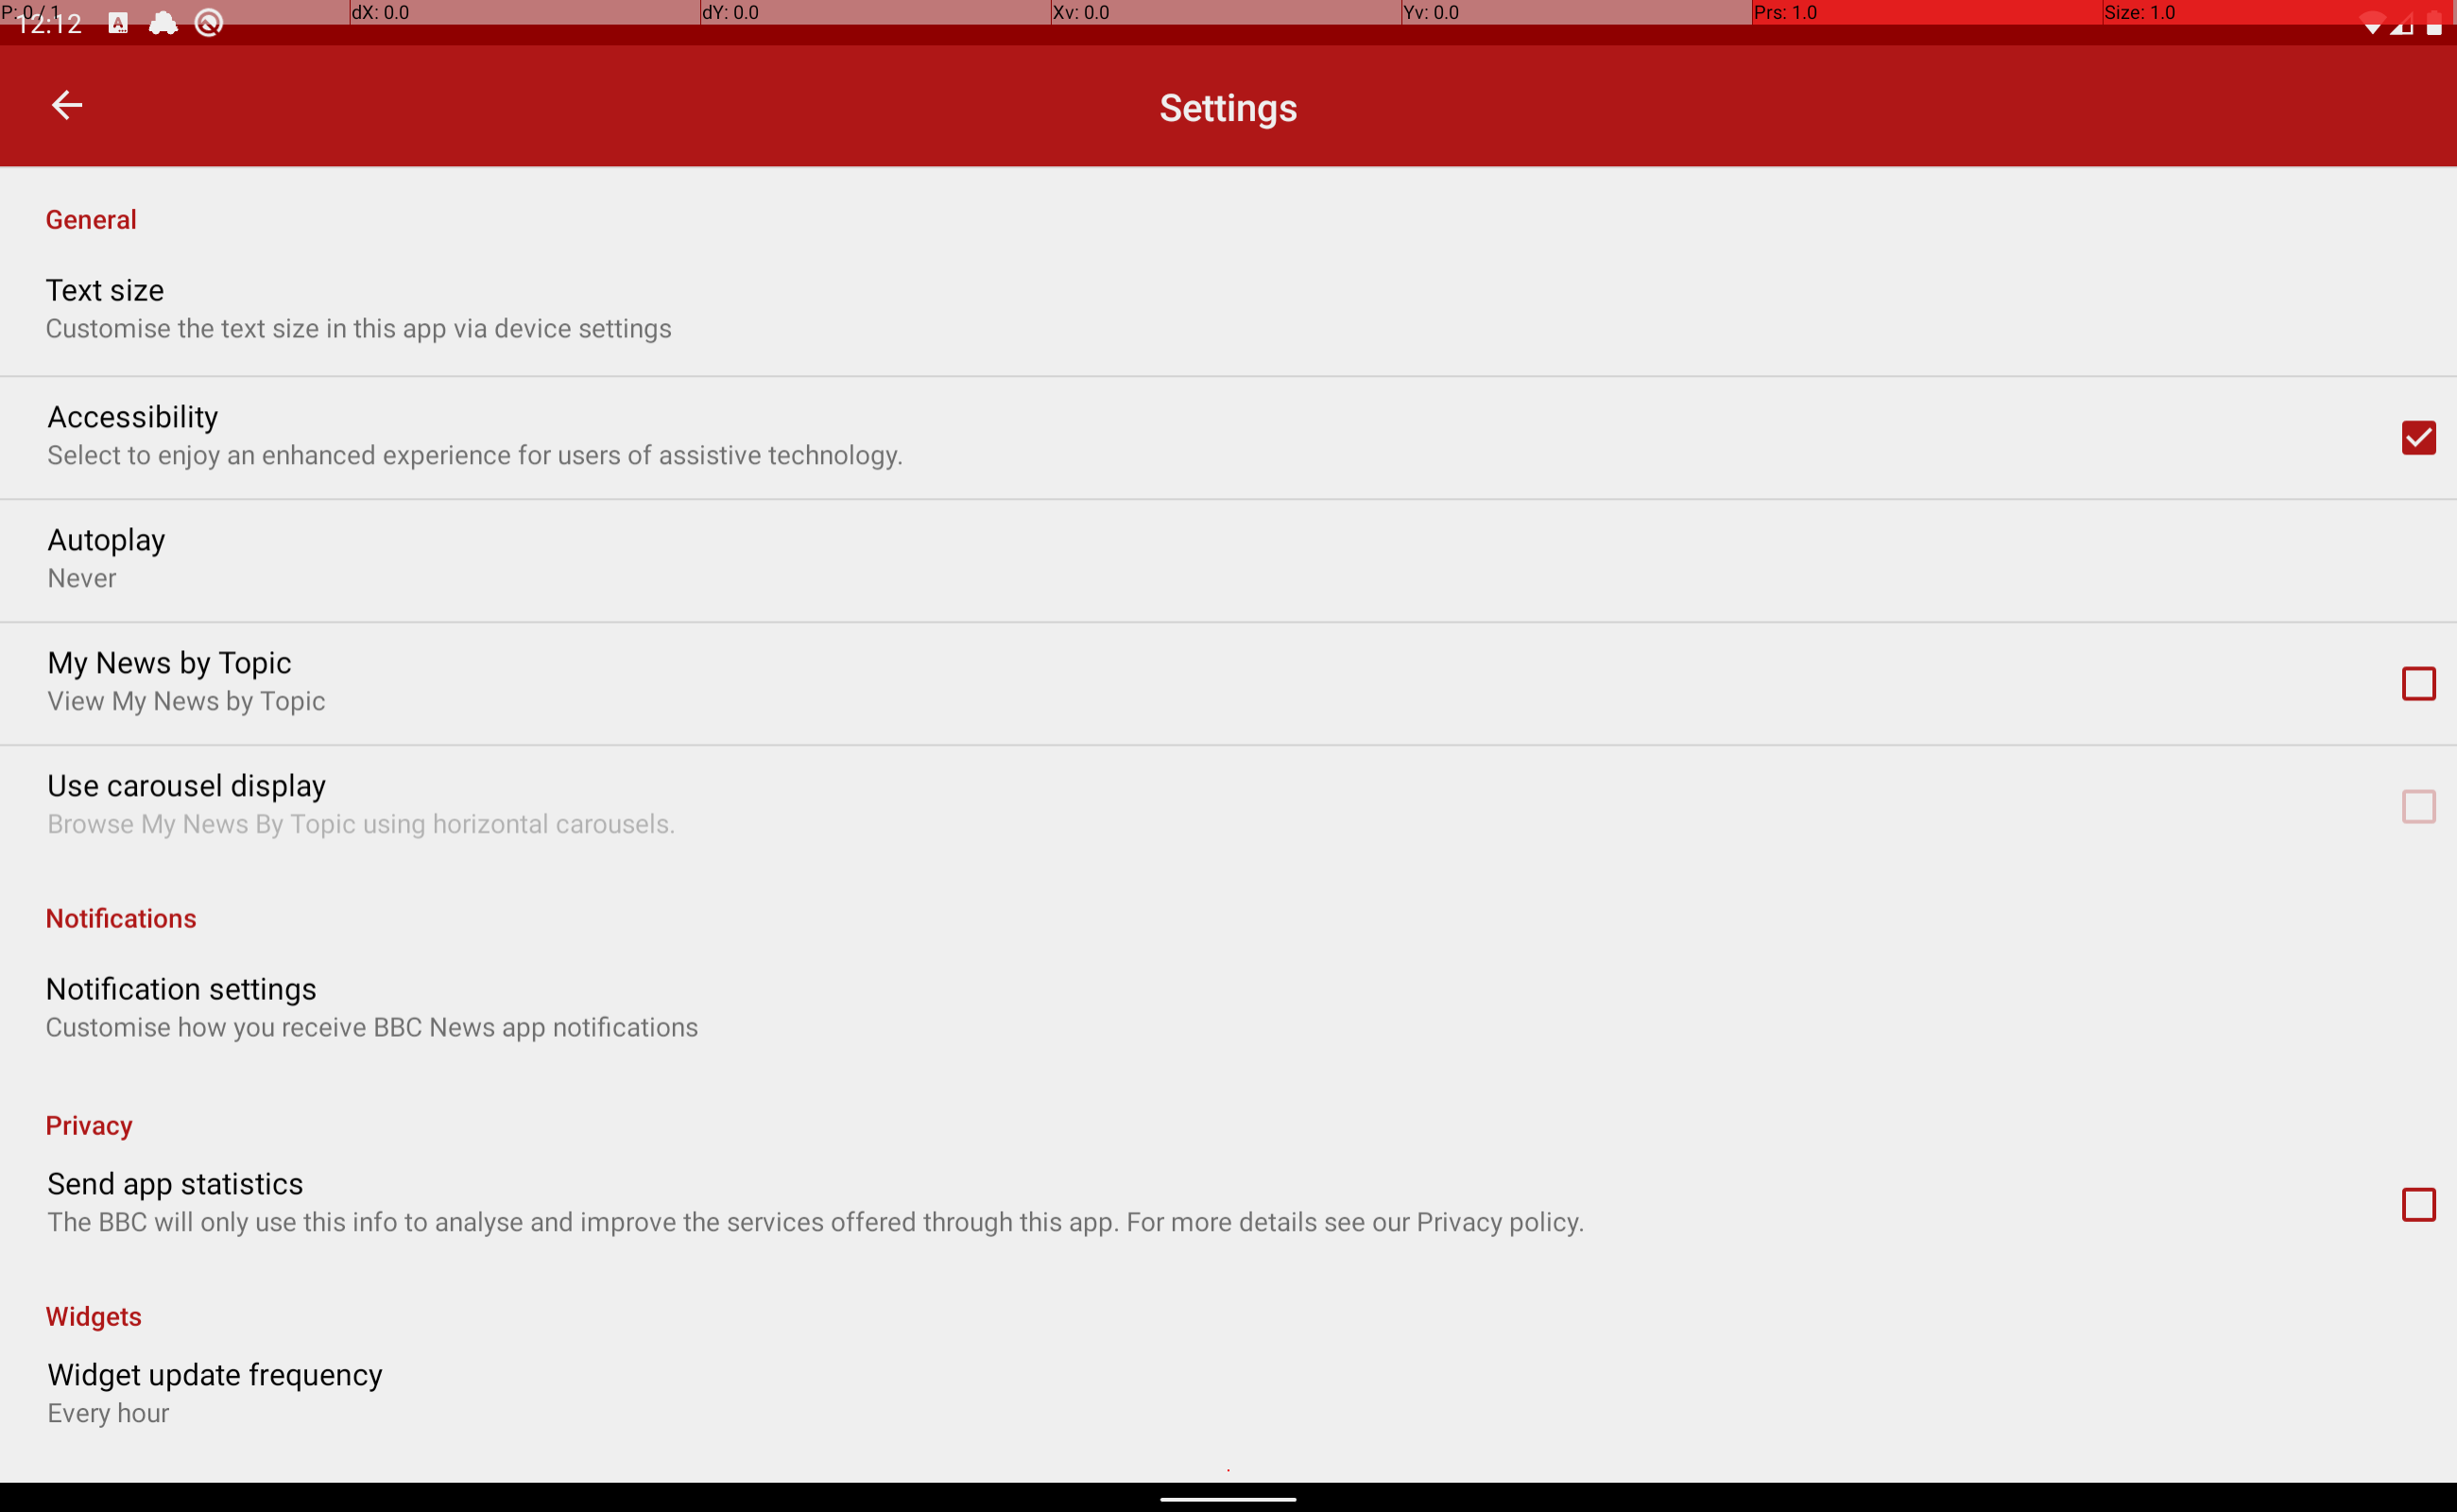 P: 0 / 1 dX: 0.0 dY: 0.0 Xv: 0.0 Yv: 0.0 Prs: 1.0 Size: 1.0
12:12
Settings
General
Text size
Customise the text size in this app via device settings
Accessibility
Select to enjoy an enhanced experience for users of assistive technology.
Autoplay
Never
My News by Topic
View My News by Topic
Use carousel display
Browse My News By Topic using horizontal carousels.
Notifications
Notification settings
Customise how you receive BBC News app notifications
Privacy
Send app statistics
The BBC will only use this info to analyse and improve the services offered through this app. For more details see our Privacy policy.
Widgets
Widget update frequency
Every hour